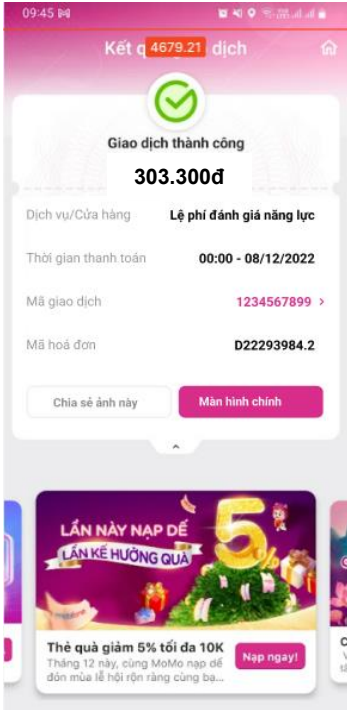 09:45
Kết q 4679.21 dịch
Giao dịch thành công
303.300đ
Dịch vụ/Cửa hàng Lệ phí đánh giá năng lực
Thời gian thanh toán 00:00 - 08/12/2022
Mã giao dịch 1234567899 >
Mã hoá đơn D22293984.2
Chia sẻ ảnh này Màn hình chính
LẦN NÀY NẠP DẾ
LẦN KẾ HƯỞNG QUÀ
5%
Thẻ quà giảm 5% tối đa 10K
Tháng 12 này, cùng MoMo nạp dế
đón mùa lễ hội rộn ràng cùng bạ...
Nạp ngay!